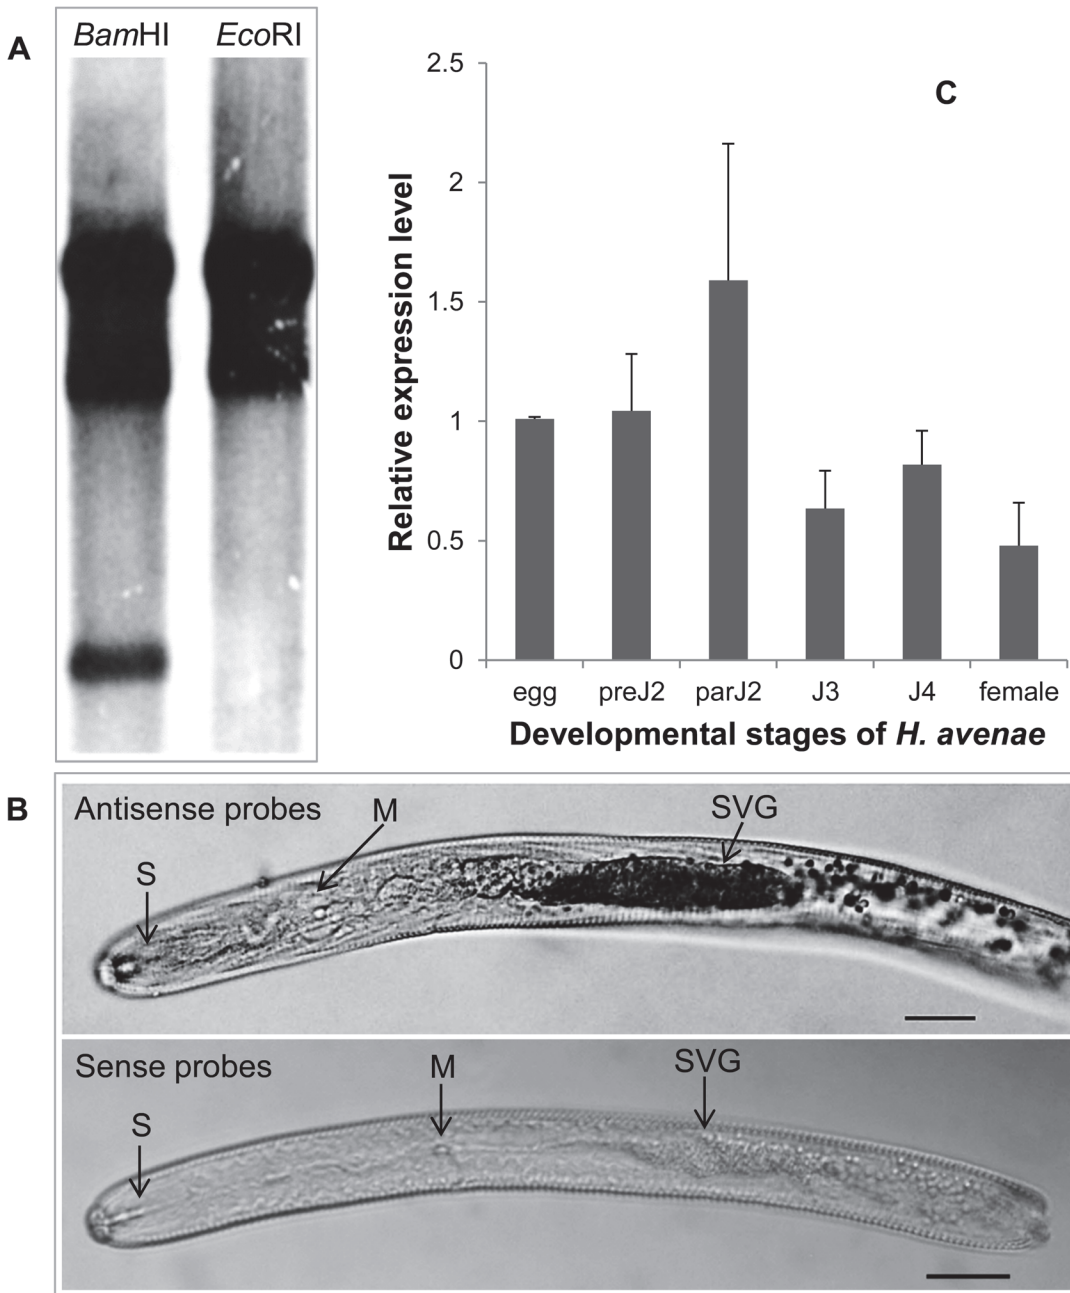 A
BamHI EcoRI
C
Relative expression level
2.5
2
1.5
1
0.5
0
egg preJ2 parJ2 J3 J4 female
Developmental stages of H. avenae
B
Antisense probes
M
SVG
S
Sense probes
M
SVG
S